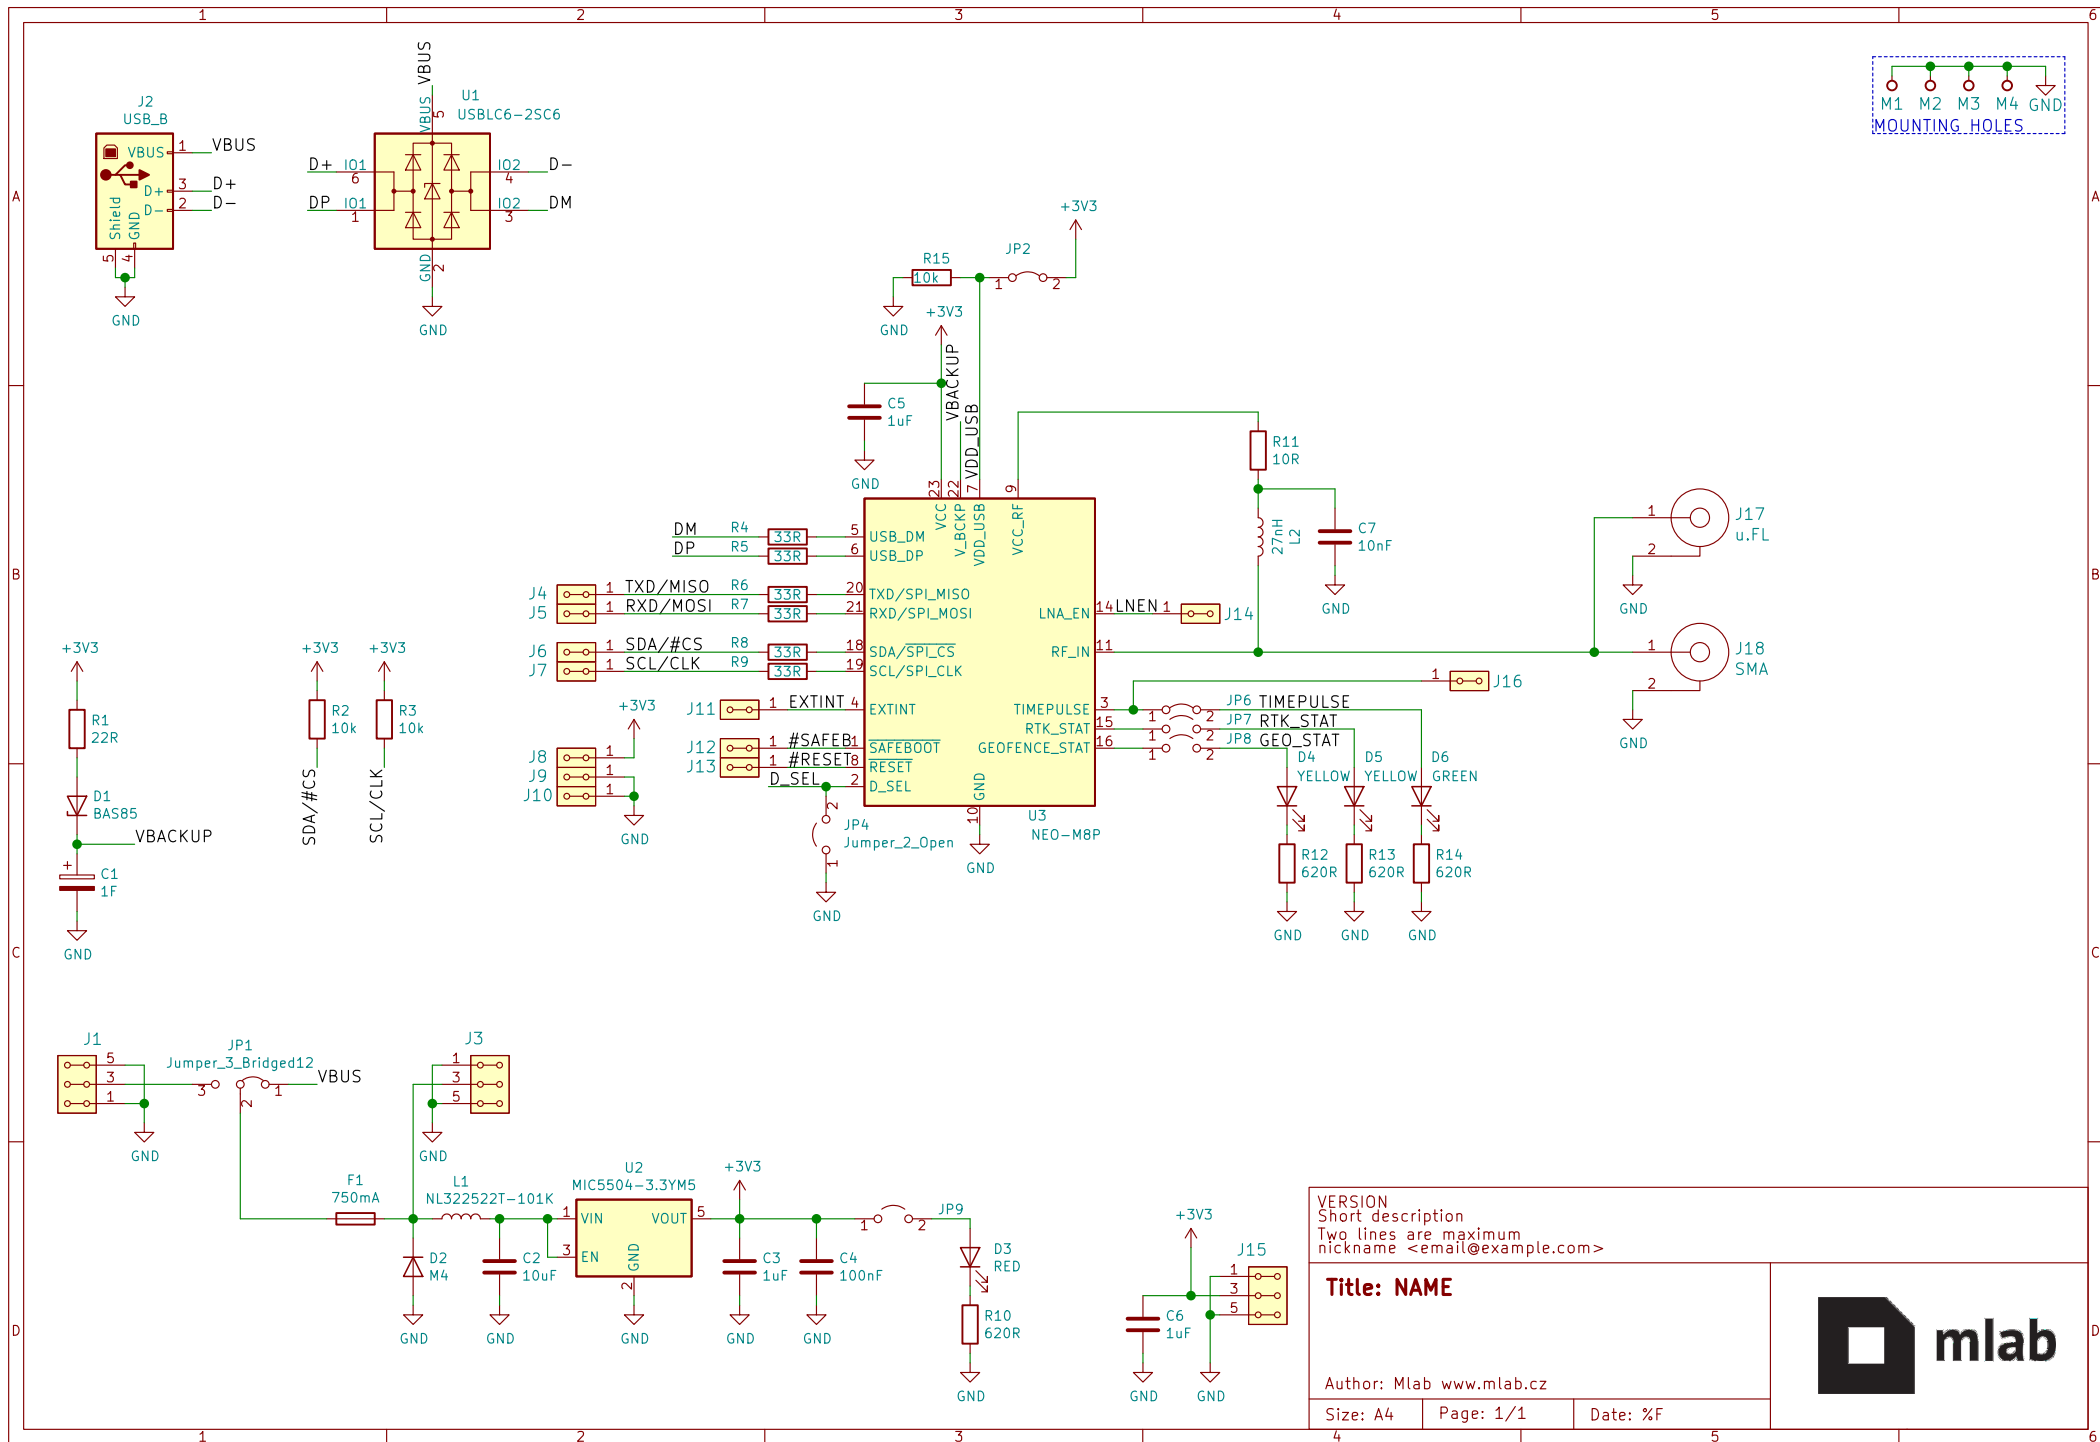 1 2 3 4 5 6
A
B
C
D
A
B
C
D
1 2 3 4 5 6
J2
USB_B
VBUS 1 VBUS
D+ 3 D+
D- 2 D-
Shield
GND
5 4
GND
VBUS
VBUS
5
U1
USBLC6-2SC6
D+ IO1 6
DP IO1 1
IO2 4 D-
IO2 3 DM
GND
2
GND
M1 M2 M3 M4 GND
MOUNTING HOLES
+3V3
JP2
R15
10k
1 2
GND
+3V3
VBACKUP
VDD_USB
C5
1uF
GND
23 22 7 9
VCC
V_BCKP
VDD_USB
VCC_RF
R11
10R
27nH
L2
C7
10nF
GND
1 J17
u.FL
2
GND
1 J18
SMA
2
GND
DM R4 33R 5 USB_DM
DP R5 33R 6 USB_DP
J4 1 TXD/MISO R6 33R 20 TXD/SPI_MISO
J5 1 RXD/MOSI R7 33R 21 RXD/SPI_MOSI
J6 1 SDA/#CS R8 33R 18 SDA/SPI_CS
J7 1 SCL/CLK R9 33R 19 SCL/SPI_CLK
J11 1 EXTINT 4 EXTINT
J12 1 #SAFEB 1 SAFEBOOT
J13 1 #RESET 8 RESET
D_SEL 2 D_SEL
LNA_EN 14 LNEN 1 J14
RF_IN 11
1 J16
TIMEPULSE 3 1 2 JP6 TIMEPULSE
RTK_STAT 15 1 2 JP7 RTK_STAT
GEOFENCE_STAT 16 1 2 JP8 GEO_STAT
GND
10
U3
NEO-M8P
GND
+3V3
J8 1
J9 1
J10 1
GND
2
JP4
Jumper_2_Open
1
GND
D4
YELLOW
D5
YELLOW
D6
GREEN
R12
620R
R13
620R
R14
620R
GND GND GND
+3V3
R1
22R
D1
BAS85
VBACKUP
+
C1
1F
GND
+3V3
R2
10k
SDA/#CS
+3V3
R3
10k
SCL/CLK
J1
5
3
1
GND
JP1
Jumper_3_Bridged12
3 2 1
VBUS
J3
1
3
5
GND
F1
750mA
L1
NL322522T-101K
D2
M4
GND
C2
10uF
GND
U2
MIC5504-3.3YM5
1 VIN
3 EN
VOUT 5
GND
2
GND
+3V3
C3
1uF
GND
C4
100nF
GND
1 2 JP9
D3
RED
R10
620R
GND
+3V3
J15
1
3
5
C6
1uF
GND
GND
VERSION
Short description
Two lines are maximum
nickname <email@example.com>
Title: NAME
Author: Mlab www.mlab.cz
Size: A4 Page: 1/1 Date: %F
mlab